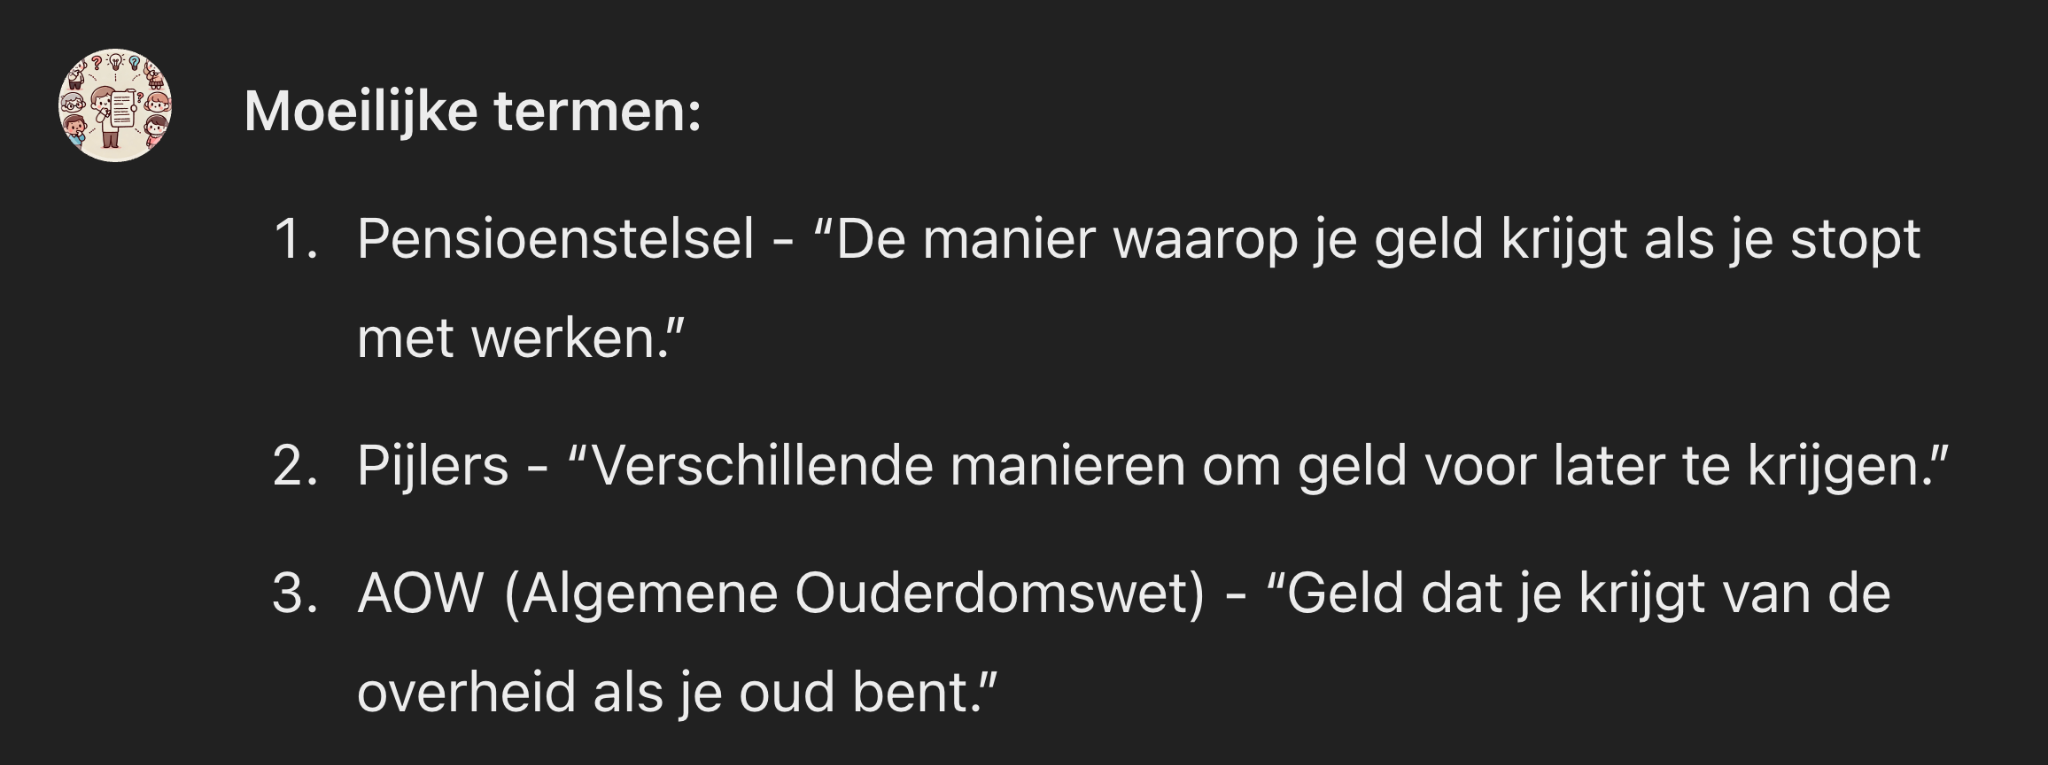 Moeilijke termen:
1. Pensioenstelsel - “De manier waarop je geld krijgt als je stopt
met werken.”
2. Pijlers - “Verschillende manieren om geld voor later te krijgen.”
3. AOW (Algemene Ouderdomswet) - “Geld dat je krijgt van de
overheid als je oud bent.”